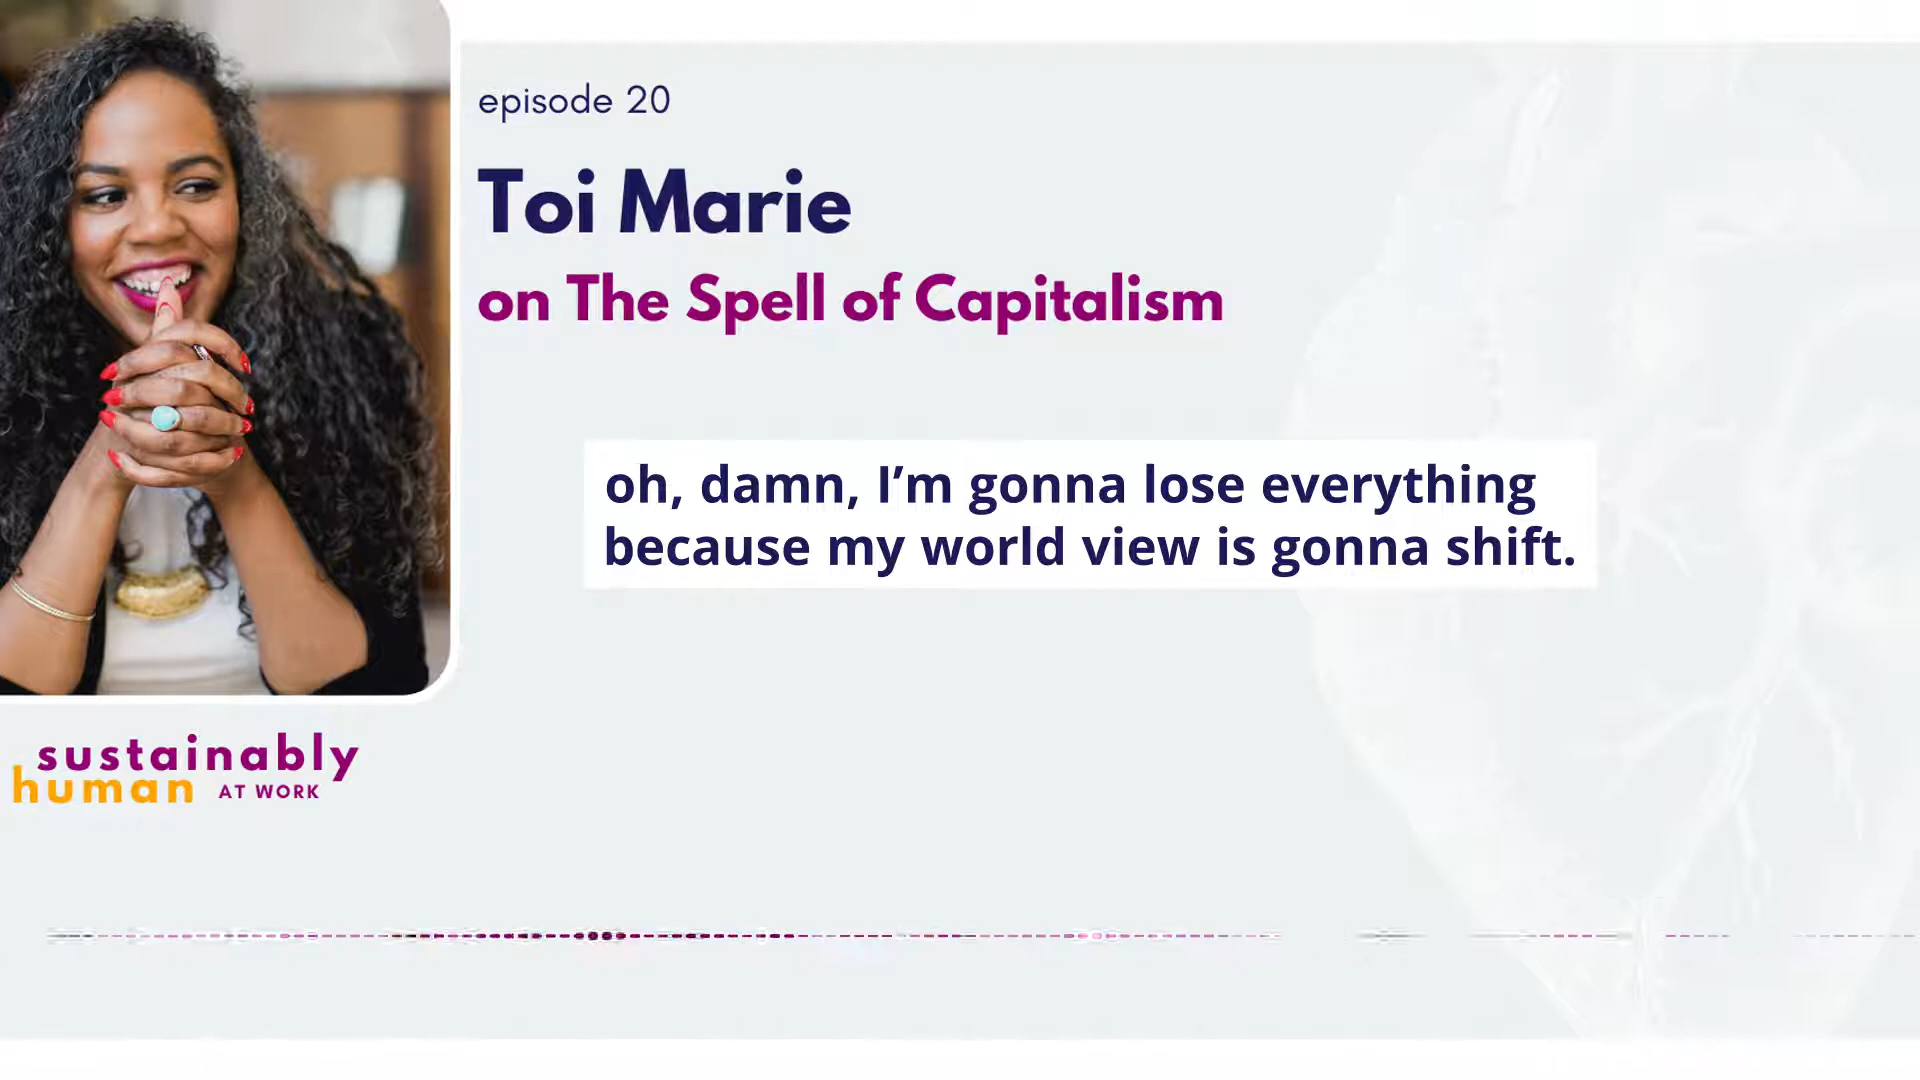 episode 20
Toi Marie
on The Spell of Capitalism
oh, damn, I’m gonna lose everything
because my world view is gonna shift.
sustainably
human AT WORK